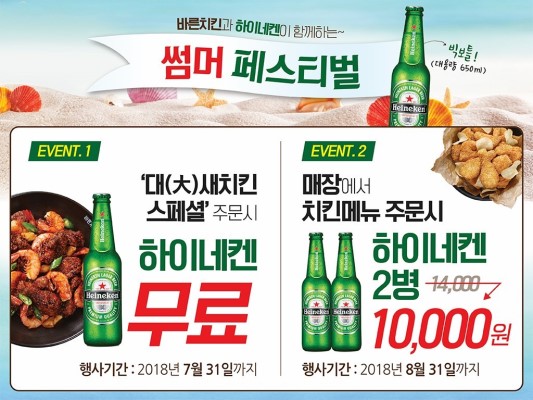 바른치킨과 하이네켄이 함께하는~
썸머 페스티벌
빅보틀!
(대용량 650ml)
Heineken
EVENT.1
'대(大)새치킨
스페셜' 주문시
하이네켄
무료
Heineken
행사기간 : 2018년 7월 31일까지
EVENT.2
매장에서
치킨메뉴 주문시
하이네켄
2병 14,000
10,000원
Heineken
Heineken
행사기간 : 2018년 8월 31일까지